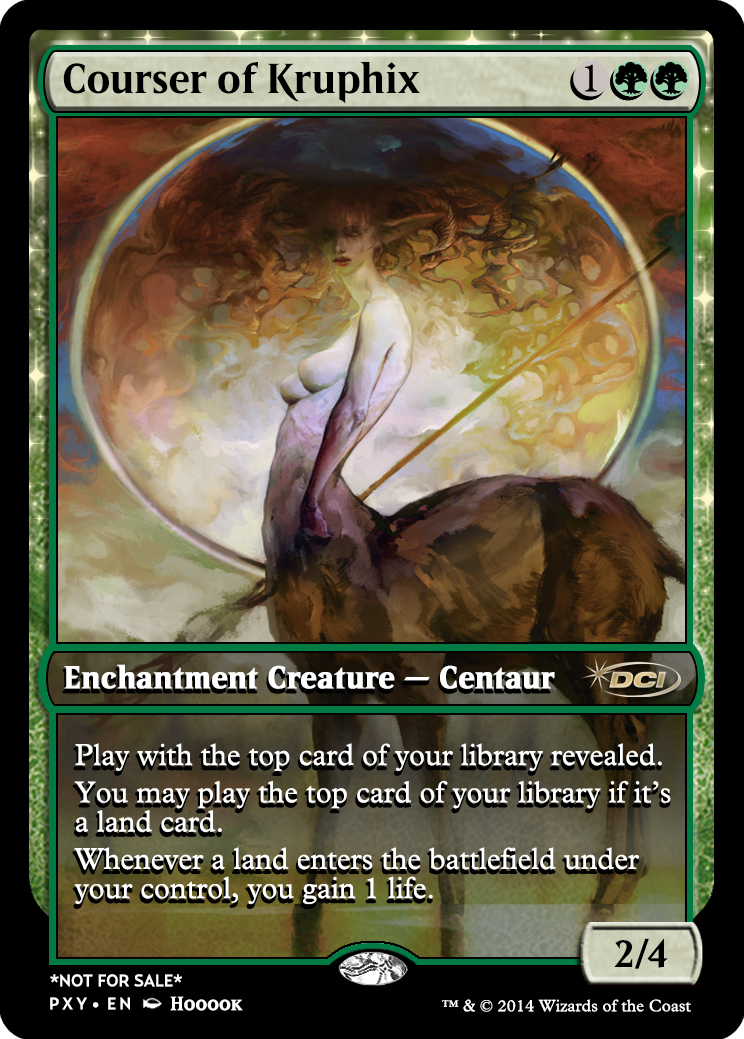 Courser of Kruphix 1
Enchantment Creature — Centaur DCI
Play with the top card of your library revealed.
You may play the top card of your library if it's
a land card.
Whenever a land enters the battlefield under
your control, you gain 1 life.
2/4
*NOT FOR SALE*
PXY • EN Hooook
™ & © 2014 Wizards of the Coast